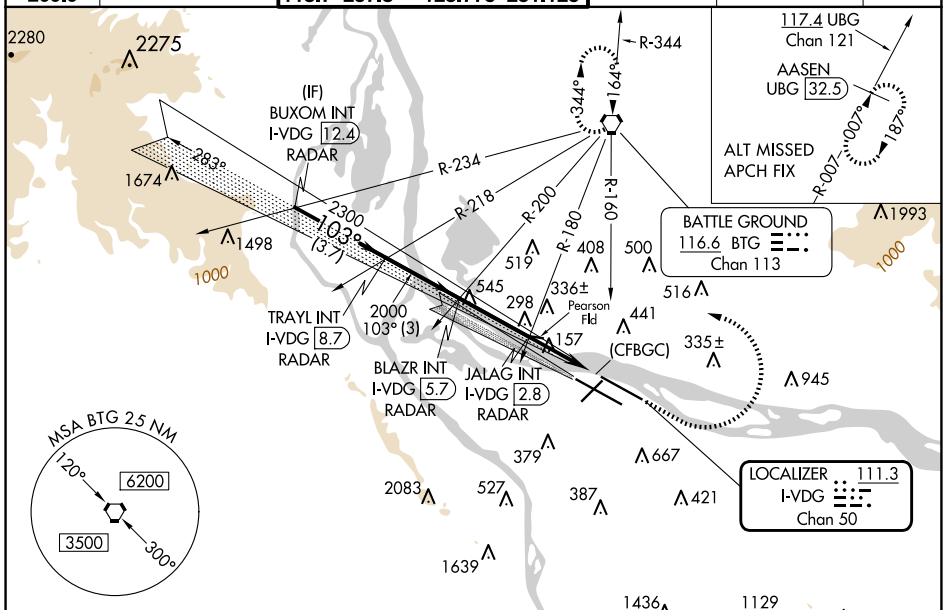 2280
2275
R-344
117.4 UBG
Chan 121
AASEN
UBG 32.5
007°
187°
R-007
ALT MISSED
APCH FIX
344°
164°
(IF)
BUXOM INT
I-VDG 12.4
RADAR
283°
1674
R-234
R-218
R-200
R-180
R-160
2300
103°
(3.7)
1498
1000
BATTLE GROUND
116.6 BTG
Chan 113
1993
1000
519
408
500
516
545
298
336±
Pearson
Fld
441
157
(CFBGC)
335±
945
TRAYL INT
I-VDG 8.7
RADAR
2000
103° (3)
BLAZR INT
I-VDG 5.7
RADAR
JALAG INT
I-VDG 2.8
RADAR
MSA BTG 25 NM
120°
6200
3500
300°
379
667
2083
527
387
421
LOCALIZER 111.3
I-VDG
Chan 50
1639
1436
1129